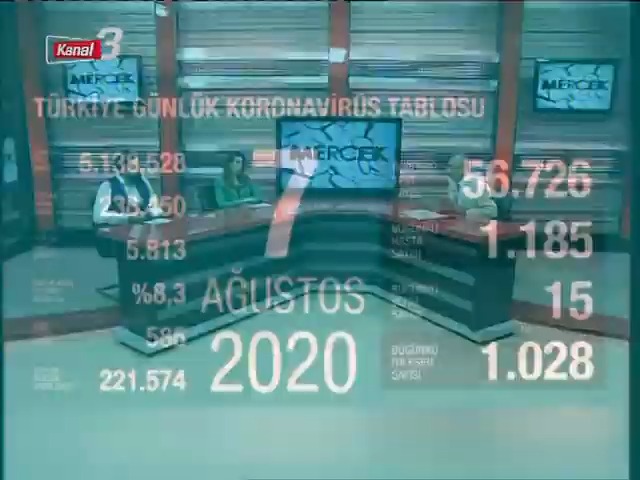 Kanal 3
MERCEK
MERCEK
TÜRKİYE GÜNLÜK KORONAVİRÜS TABLOSU
MERCEK
7
AĞUSTOS
2020
5.138.528
5.813
%8,3
586
221.574
56.726
BUGÜNKÜ
HASTA
SAYISI
1.185
15
BUGÜNKÜ
İYİLEŞEN
SAYISI
1.028